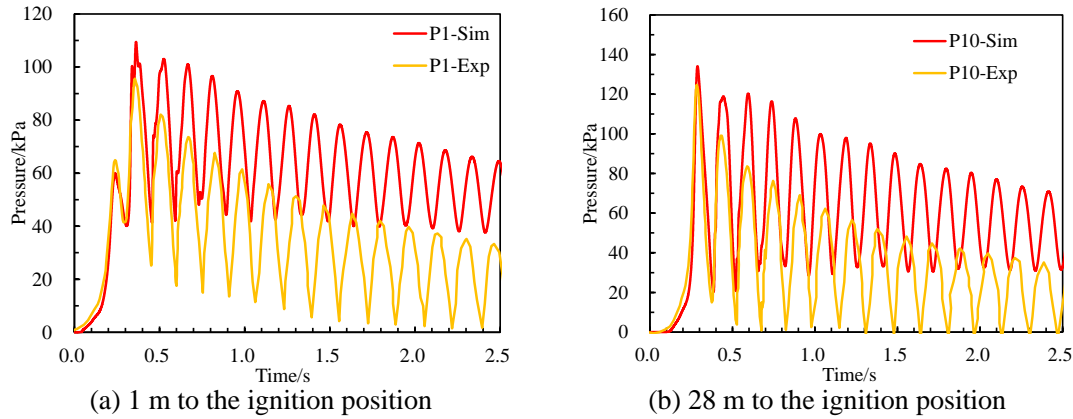 120
100
80
60
40
20
0
Pressure/kPa
P1-Sim
P1-Exp
0.0 0.5 1.0 1.5 2.0 2.5
Time/s
(a) 1 m to the ignition position
160
140
120
100
80
60
40
20
0
Pressure/kPa
P10-Sim
P10-Exp
0.0 0.5 1.0 1.5 2.0 2.5
Time/s
(b) 28 m to the ignition position